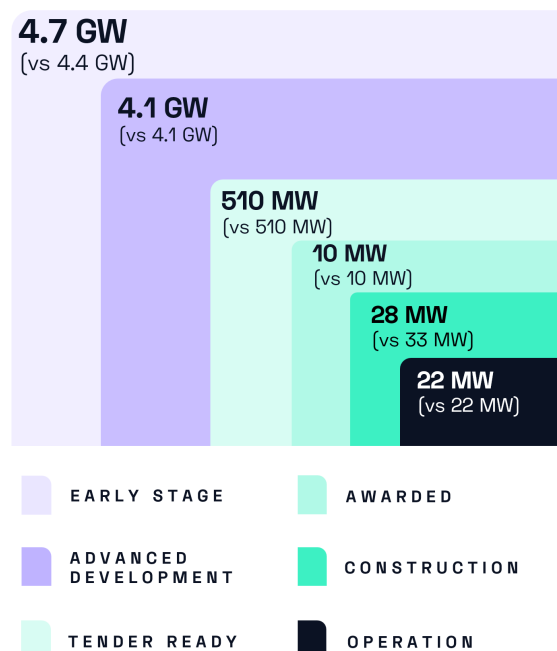 4.7 GW
(vs 4.4 GW)
4.1 GW
(vs 4.1 GW)
510 MW
(vs 510 MW)
10 MW
(vs 10 MW)
28 MW
(vs 33 MW)
22 MW
(vs 22 MW)
EARLY STAGE
AWARDED
ADVANCED
DEVELOPMENT
CONSTRUCTION
TENDER READY
OPERATION